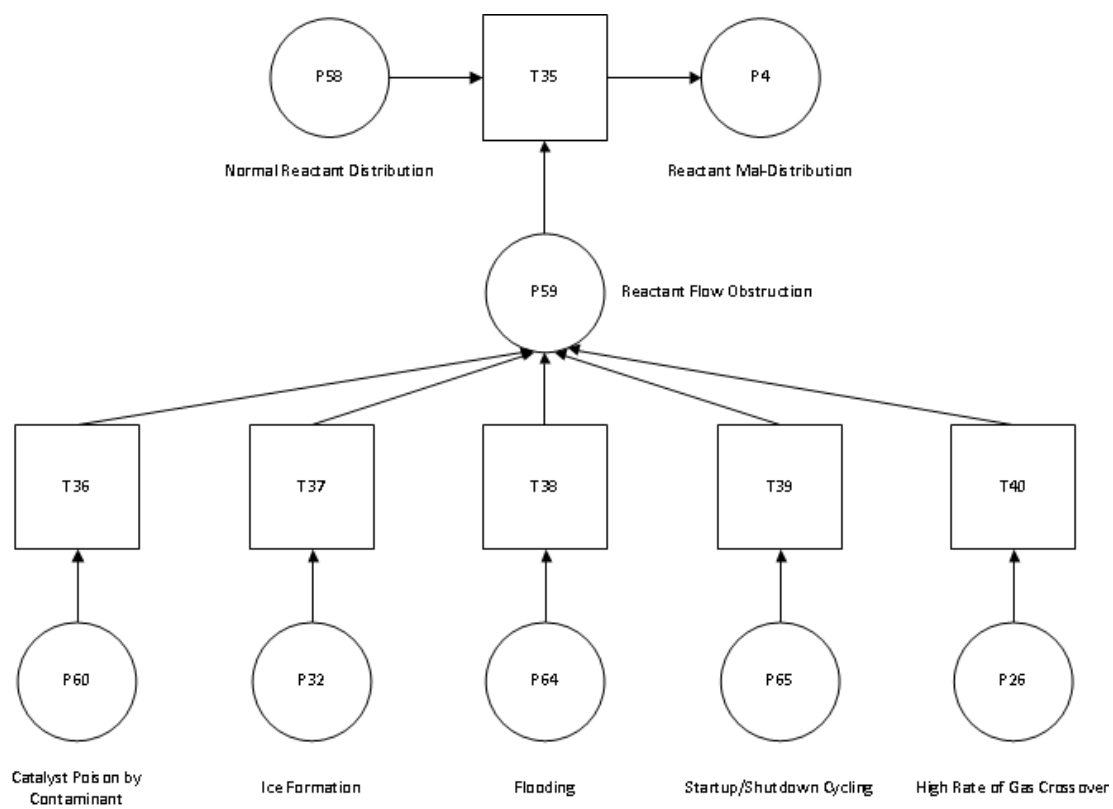 P58
T35
P4
Normal Reactant Distribution
Reactant Mal-Distribution
P59
Reactant Flow Obstruction
T36
T37
T38
T39
T40
P60
P32
P64
P65
P26
Catalyst Poison by
Contaminant
Ice Formation
Flooding
Startup/Shutdown Cycling
High Rate of Gas Crossover